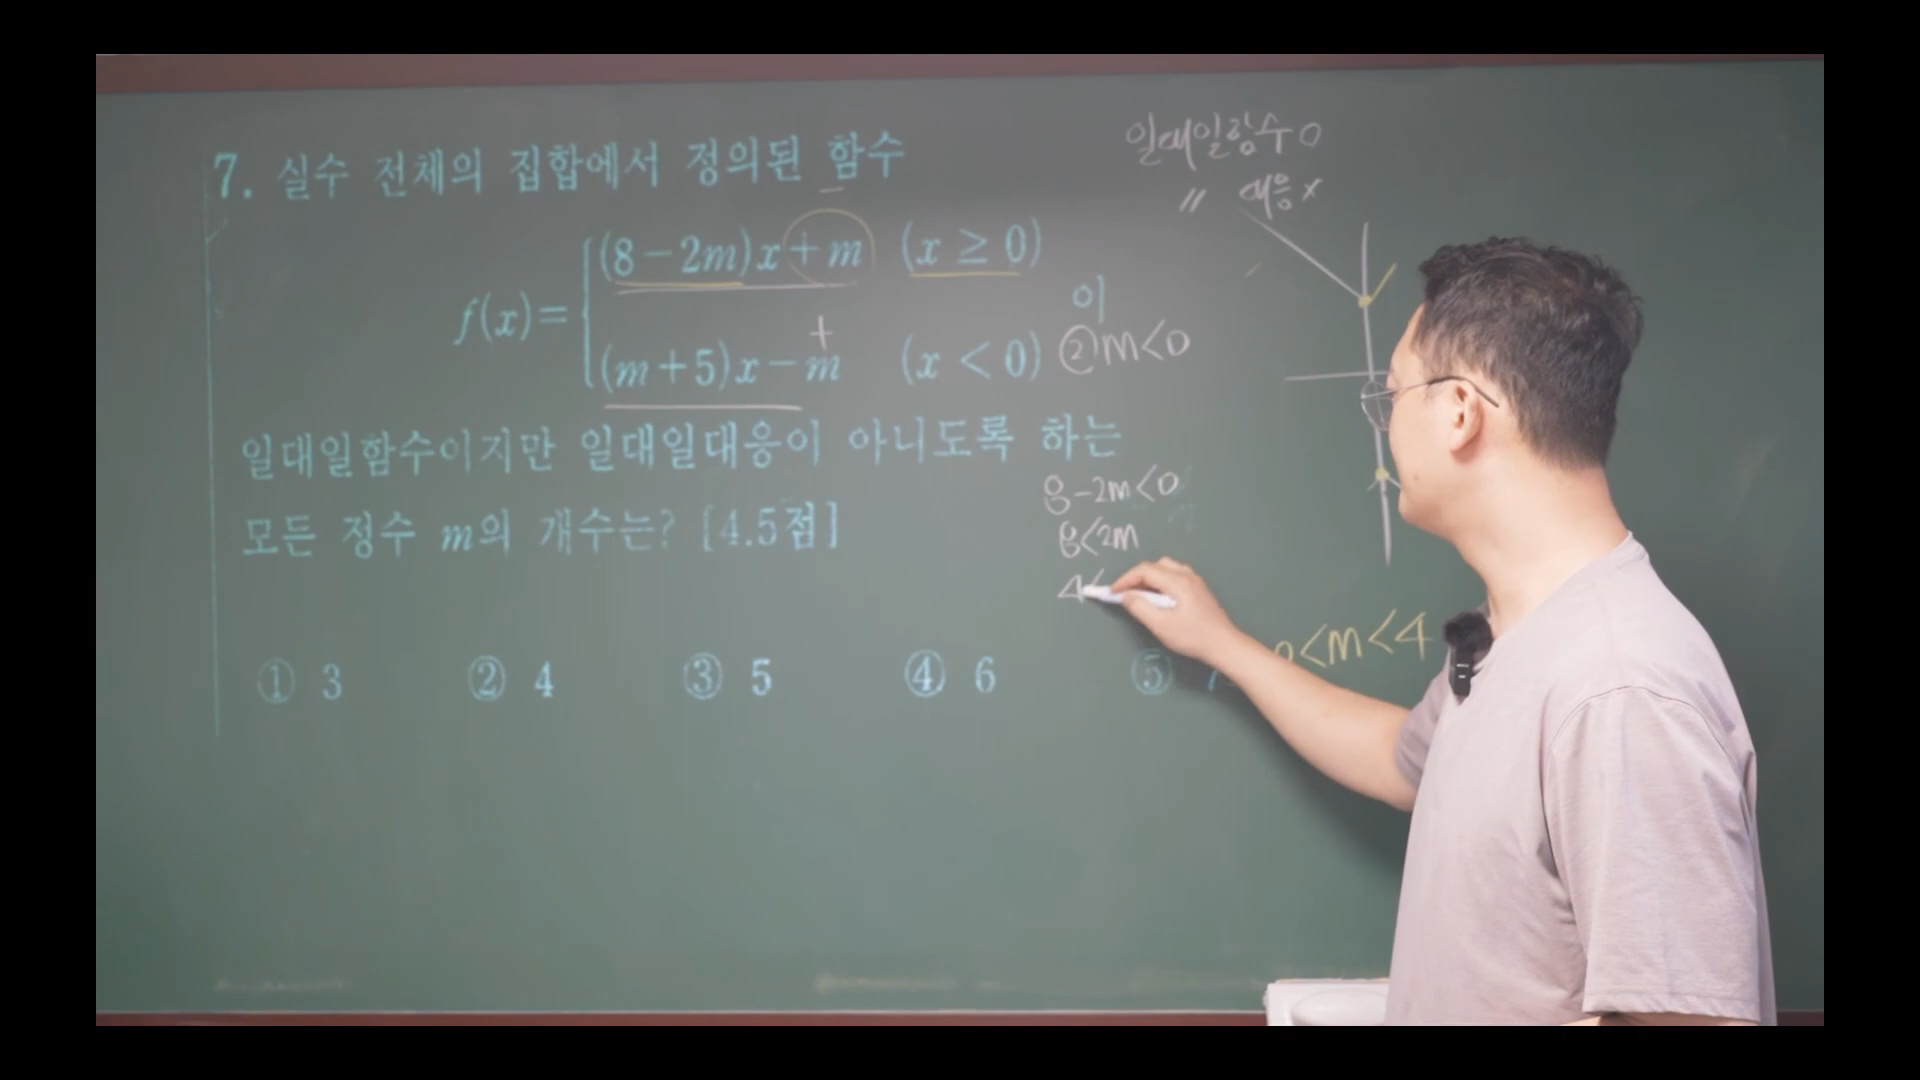 7. 실수 전체의 집합에서 정의된 함수
f(x)= (8-2m)x+m (x ≥ 0)
(m+5)x-m (x < 0)
이
일대일함수이지만 일대일대응이 아니도록 하는
모든 정수 m의 개수는? [4.5점]
① 3 ② 4 ③ 5 ④ 6 ⑤
일대일함수 O
〃 대응 X
② m<0
8-2m<0
8<2m
4<
<m<4